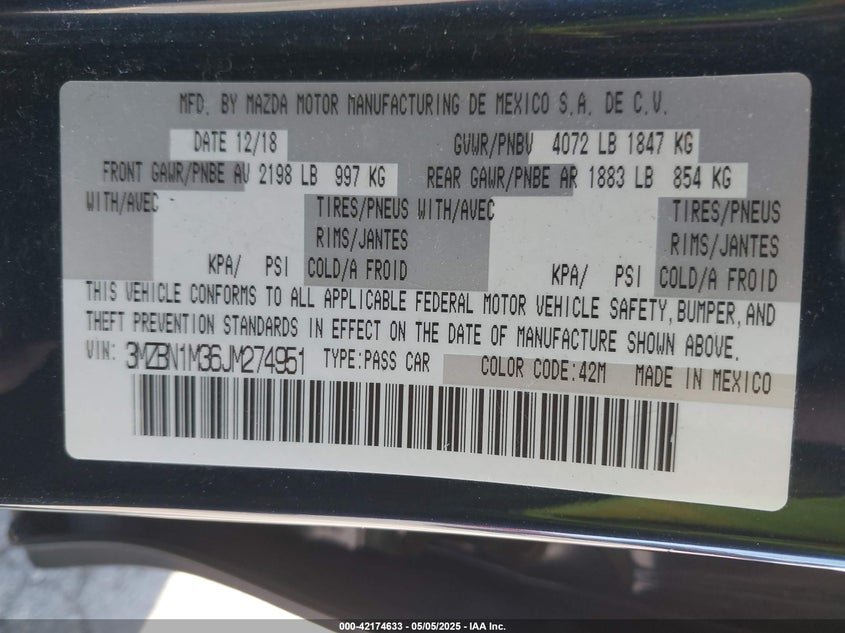 MFD. BY MAZDA MOTOR MANUFACTURING DE MEXICO S.A. DE C.V.
DATE 12/18 GVWR/PNBV 4072 LB 1847 KG
FRONT GAWR/PNBE AV 2198 LB 997 KG REAR GAWR/PNBE AR 1883 LB 854 KG
WITH/AVEC TIRES/PNEUS WITH/AVEC TIRES/PNEUS
RIMS/JANTES RIMS/JANTES
KPA/ PSI COLD/A FROID KPA/ PSI COLD/A FROID
THIS VEHICLE CONFORMS TO ALL APPLICABLE FEDERAL MOTOR VEHICLE SAFETY, BUMPER, AND
THEFT PREVENTION STANDARDS IN EFFECT ON THE DATE OF MANUFACTURE SHOWN ABOVE.
VIN: 3MZBN1M36JM274951 TYPE:PASS CAR COLOR CODE:42M MADE IN MEXICO
000-42174633 — 05/05/2025 — IAA Inc.